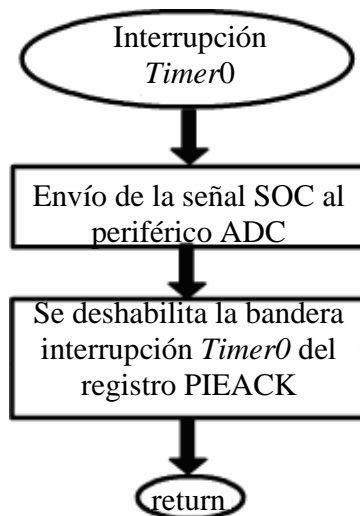 Interrupción
Timer0
Envío de la señal SOC al
periférico ADC
Se deshabilita la bandera
interrupción Timer0 del
registro PIEACK
return